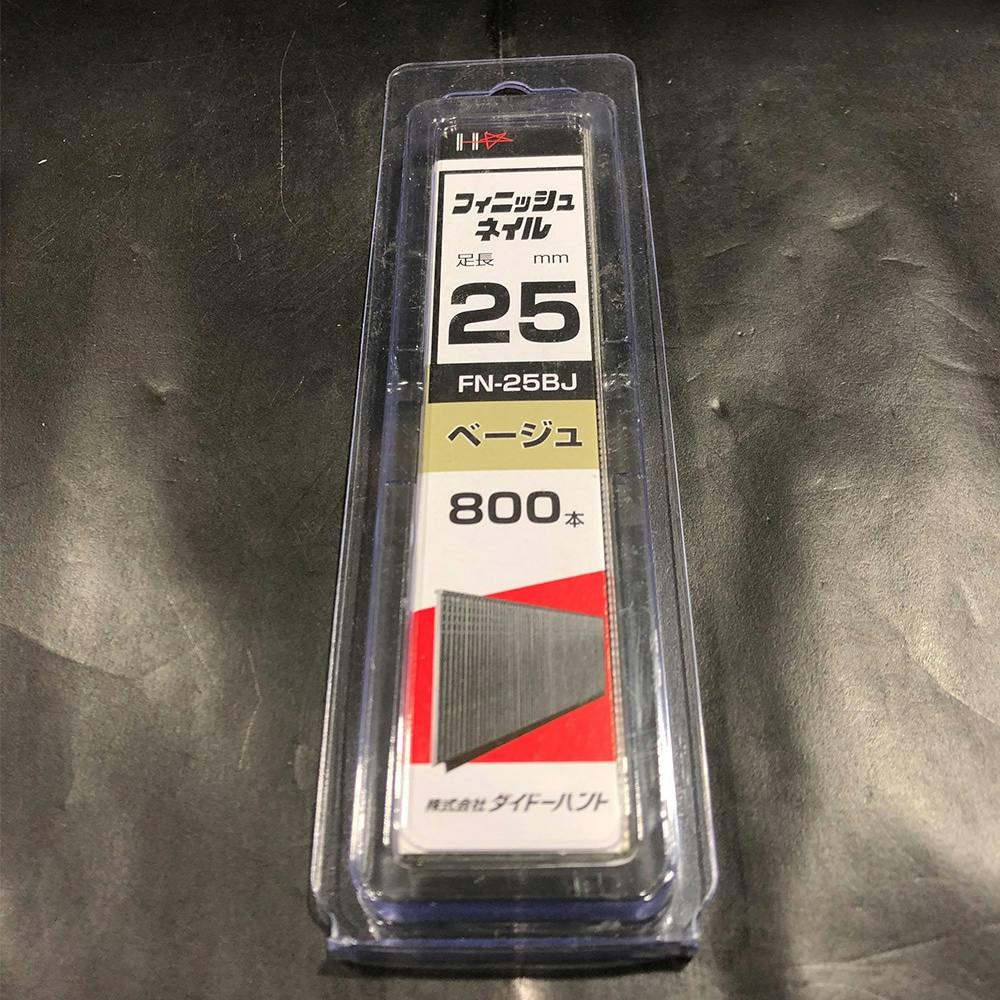 フィニッシュ
ネイル
足長 mm
25
FN-25BJ
ベージュ
800本
株式会社 ダイドーハント